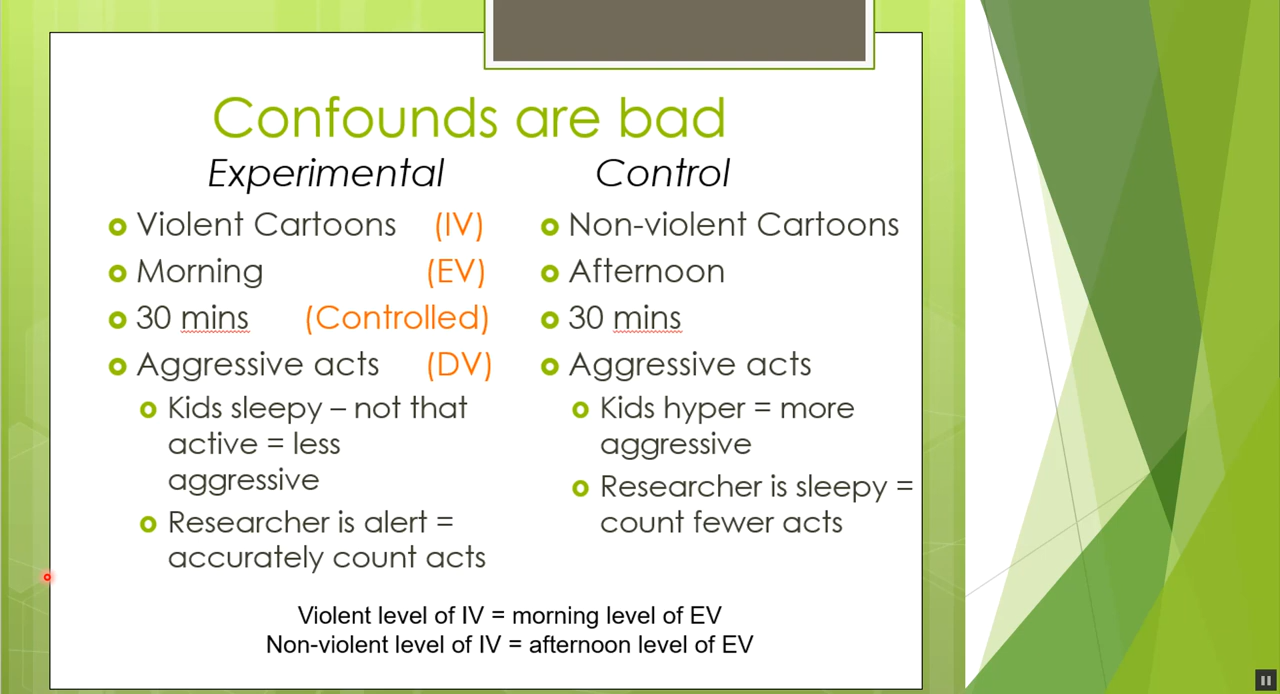 Confounds are bad
Experimental
Violent Cartoons (IV)
Morning (EV)
30 mins (Controlled)
Aggressive acts (DV)
Kids sleepy – not that
active = less
aggressive
Researcher is alert =
accurately count acts
Control
Non-violent Cartoons
Afternoon
30 mins
Aggressive acts
Kids hyper = more
aggressive
Researcher is sleepy =
count fewer acts
Violent level of IV = morning level of EV
Non-violent level of IV = afternoon level of EV